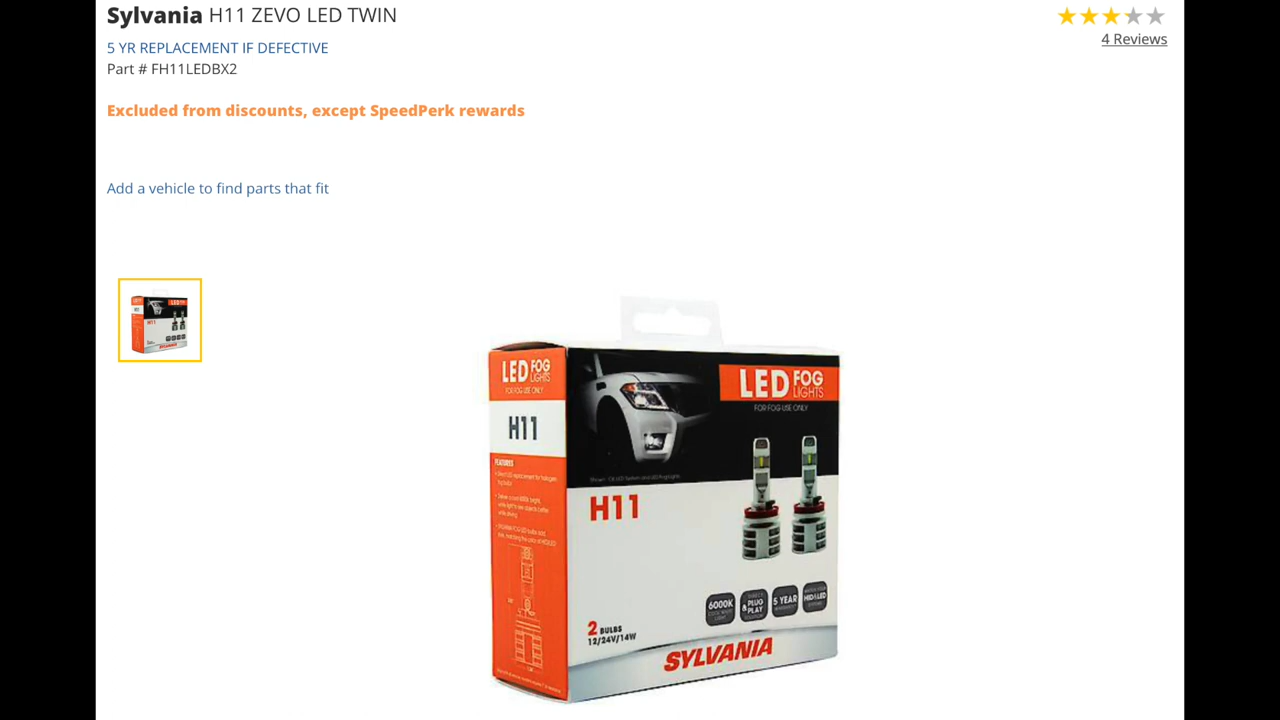 Sylvania H11 ZEVO LED TWIN
4 Reviews
5 YR REPLACEMENT IF DEFECTIVE
Part # FH11LEDBX2
Excluded from discounts, except SpeedPerk rewards
Add a vehicle to find parts that fit
LED FOG LIGHTS
FOR FOG USE ONLY
H11
FEATURES
LED FOG LIGHTS
FOR FOG USE ONLY
H11
6000K
PLUG
& PLAY
5 YEAR
HID & LED
2 BULBS
12/24V/14W
SYLVANIA